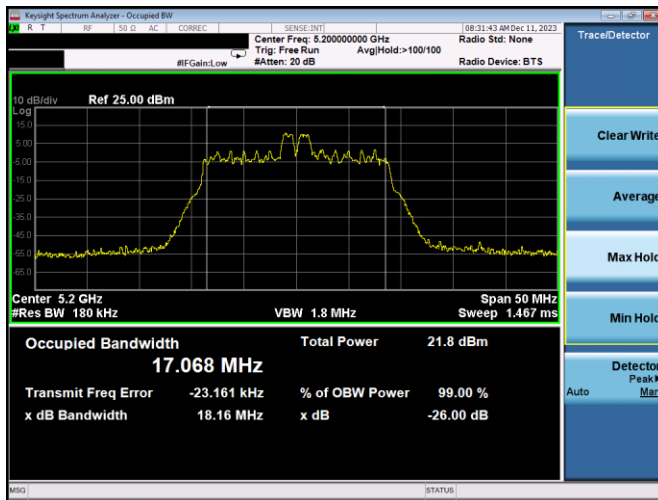 Keysight Spectrum Analyzer - Occupied BW
R T RF 50 Ω AC CORREC SENSE:INT 08:31:43 AM Dec 11, 2023
Center Freq: 5.200000000 GHz Radio Std: None
Trig: Free Run Avg|Hold:>100/100
#IFGain:Low #Atten: 20 dB Radio Device: BTS
10 dB/div Ref 25.00 dBm
Log
15.0
5.00
-5.00
-15.0
-25.0
-35.0
-45.0
-55.0
-65.0
Center 5.2 GHz Span 50 MHz
#Res BW 180 kHz VBW 1.8 MHz Sweep 1.467 ms
Occupied Bandwidth Total Power 21.8 dBm
17.068 MHz
Transmit Freq Error -23.161 kHz % of OBW Power 99.00 %
x dB Bandwidth 18.16 MHz x dB -26.00 dB
MSG STATUS
Trace/Detector
Clear Write
Average
Max Hold
Min Hold
Detector
Peak
Auto Man